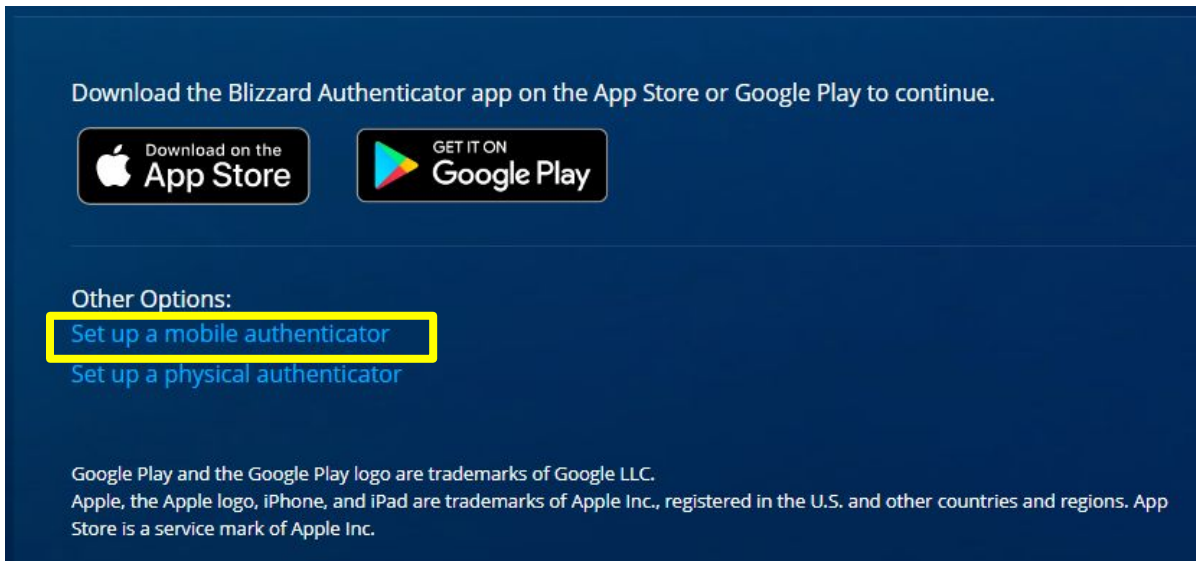 Download the Blizzard Authenticator app on the App Store or Google Play to continue.
Download on the
App Store
GET IT ON
Google Play
Other Options:
Set up a mobile authenticator
Set up a physical authenticator
Google Play and the Google Play logo are trademarks of Google LLC.
Apple, the Apple logo, iPhone, and iPad are trademarks of Apple Inc., registered in the U.S. and other countries and regions. App
Store is a service mark of Apple Inc.